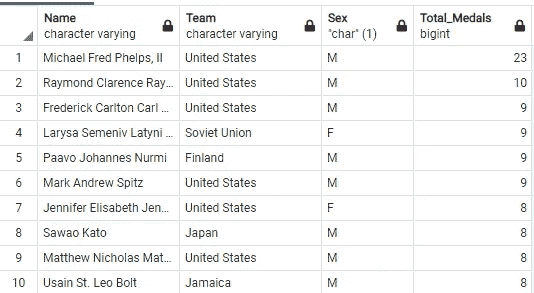 Name Team Sex Total_Medals
character varying character varying "char" (1) bigint
1 Michael Fred Phelps, II United States M 23
2 Raymond Clarence Ray... United States M 10
3 Frederick Carlton Carl ... United States M 9
4 Larysa Semeniv Latyni ... Soviet Union F 9
5 Paavo Johannes Nurmi Finland M 9
6 Mark Andrew Spitz United States M 9
7 Jennifer Elisabeth Jen... United States F 8
8 Sawao Kato Japan M 8
9 Matthew Nicholas Mat... United States M 8
10 Usain St. Leo Bolt Jamaica M 8